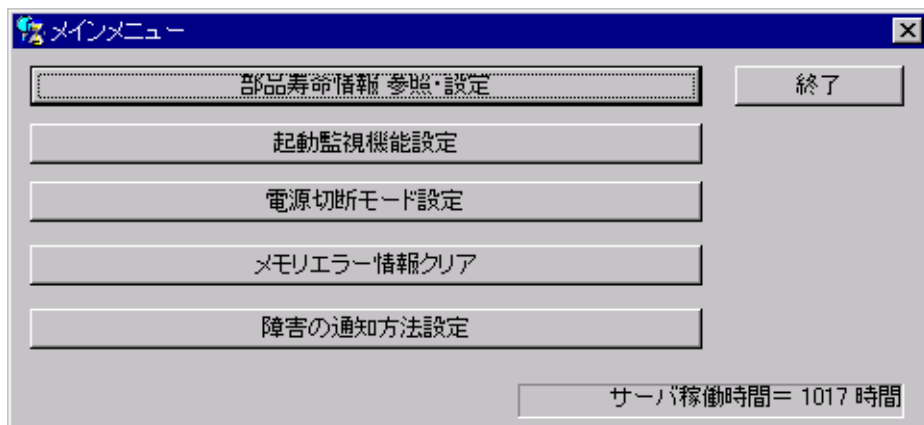 メインメニュー
部品寿命情報 参照・設定
終了
起動監視機能設定
電源切断モード設定
メモリエラー情報クリア
障害の通知方法設定
サーバ稼働時間＝ 1017 時間